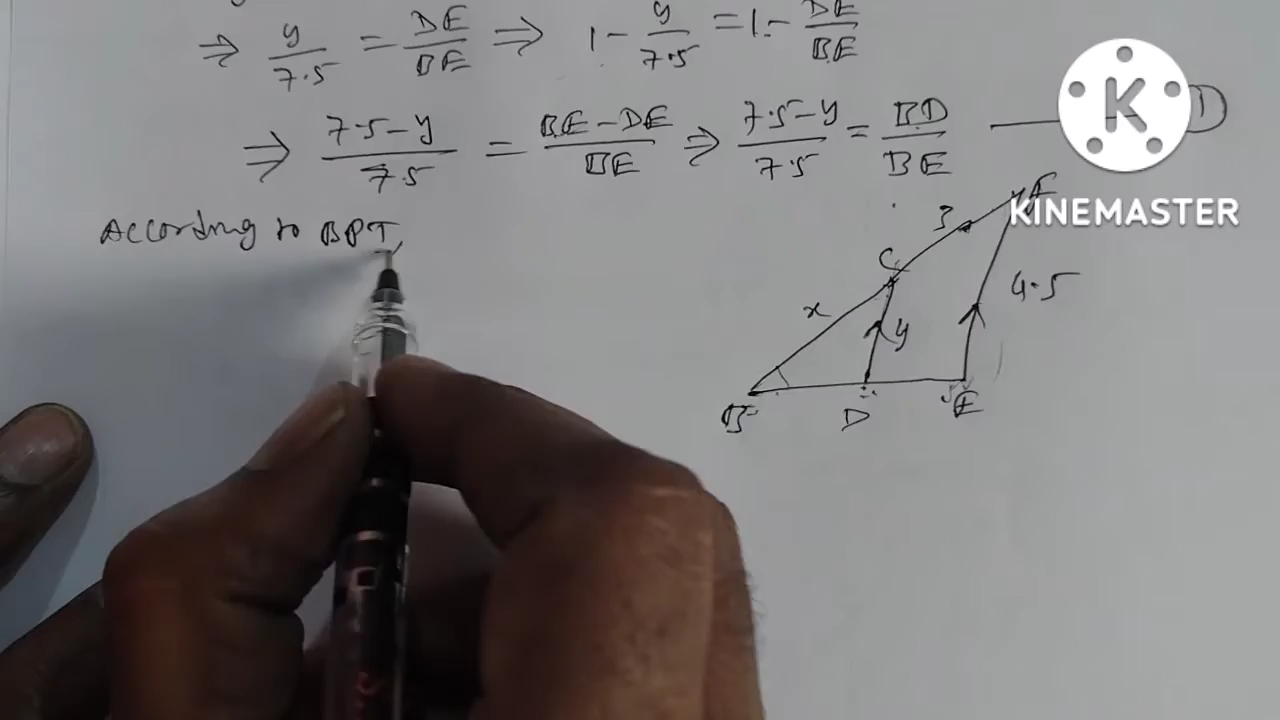 ⇒ y/7.5 = DE/BE ⇒ 1 - y/7.5 = 1 - DE/BE
⇒ 7.5-y/7.5 = BE-DE/BE ⇒ 7.5-y/7.5 = BD/BE — 1
According to BPT,
KINEMASTER
3
C
x
4.5
y
B
D
E